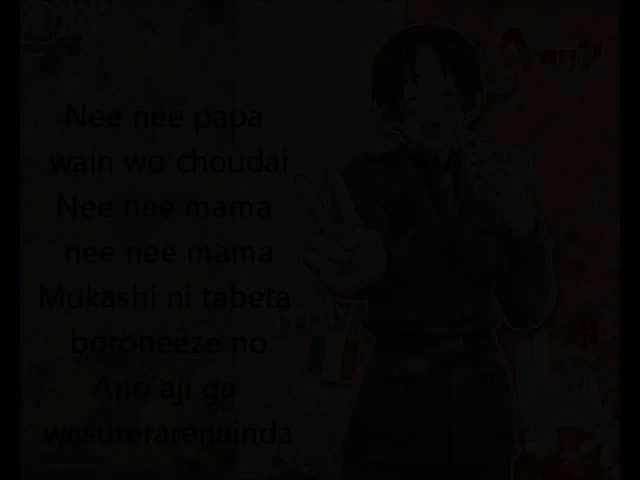 Nee nee papa
wain wo choudai
Nee nee mama
nee nee mama
Mukashi ni tabeta
boroneeze no
Ano aji ga
wasurerarenainda